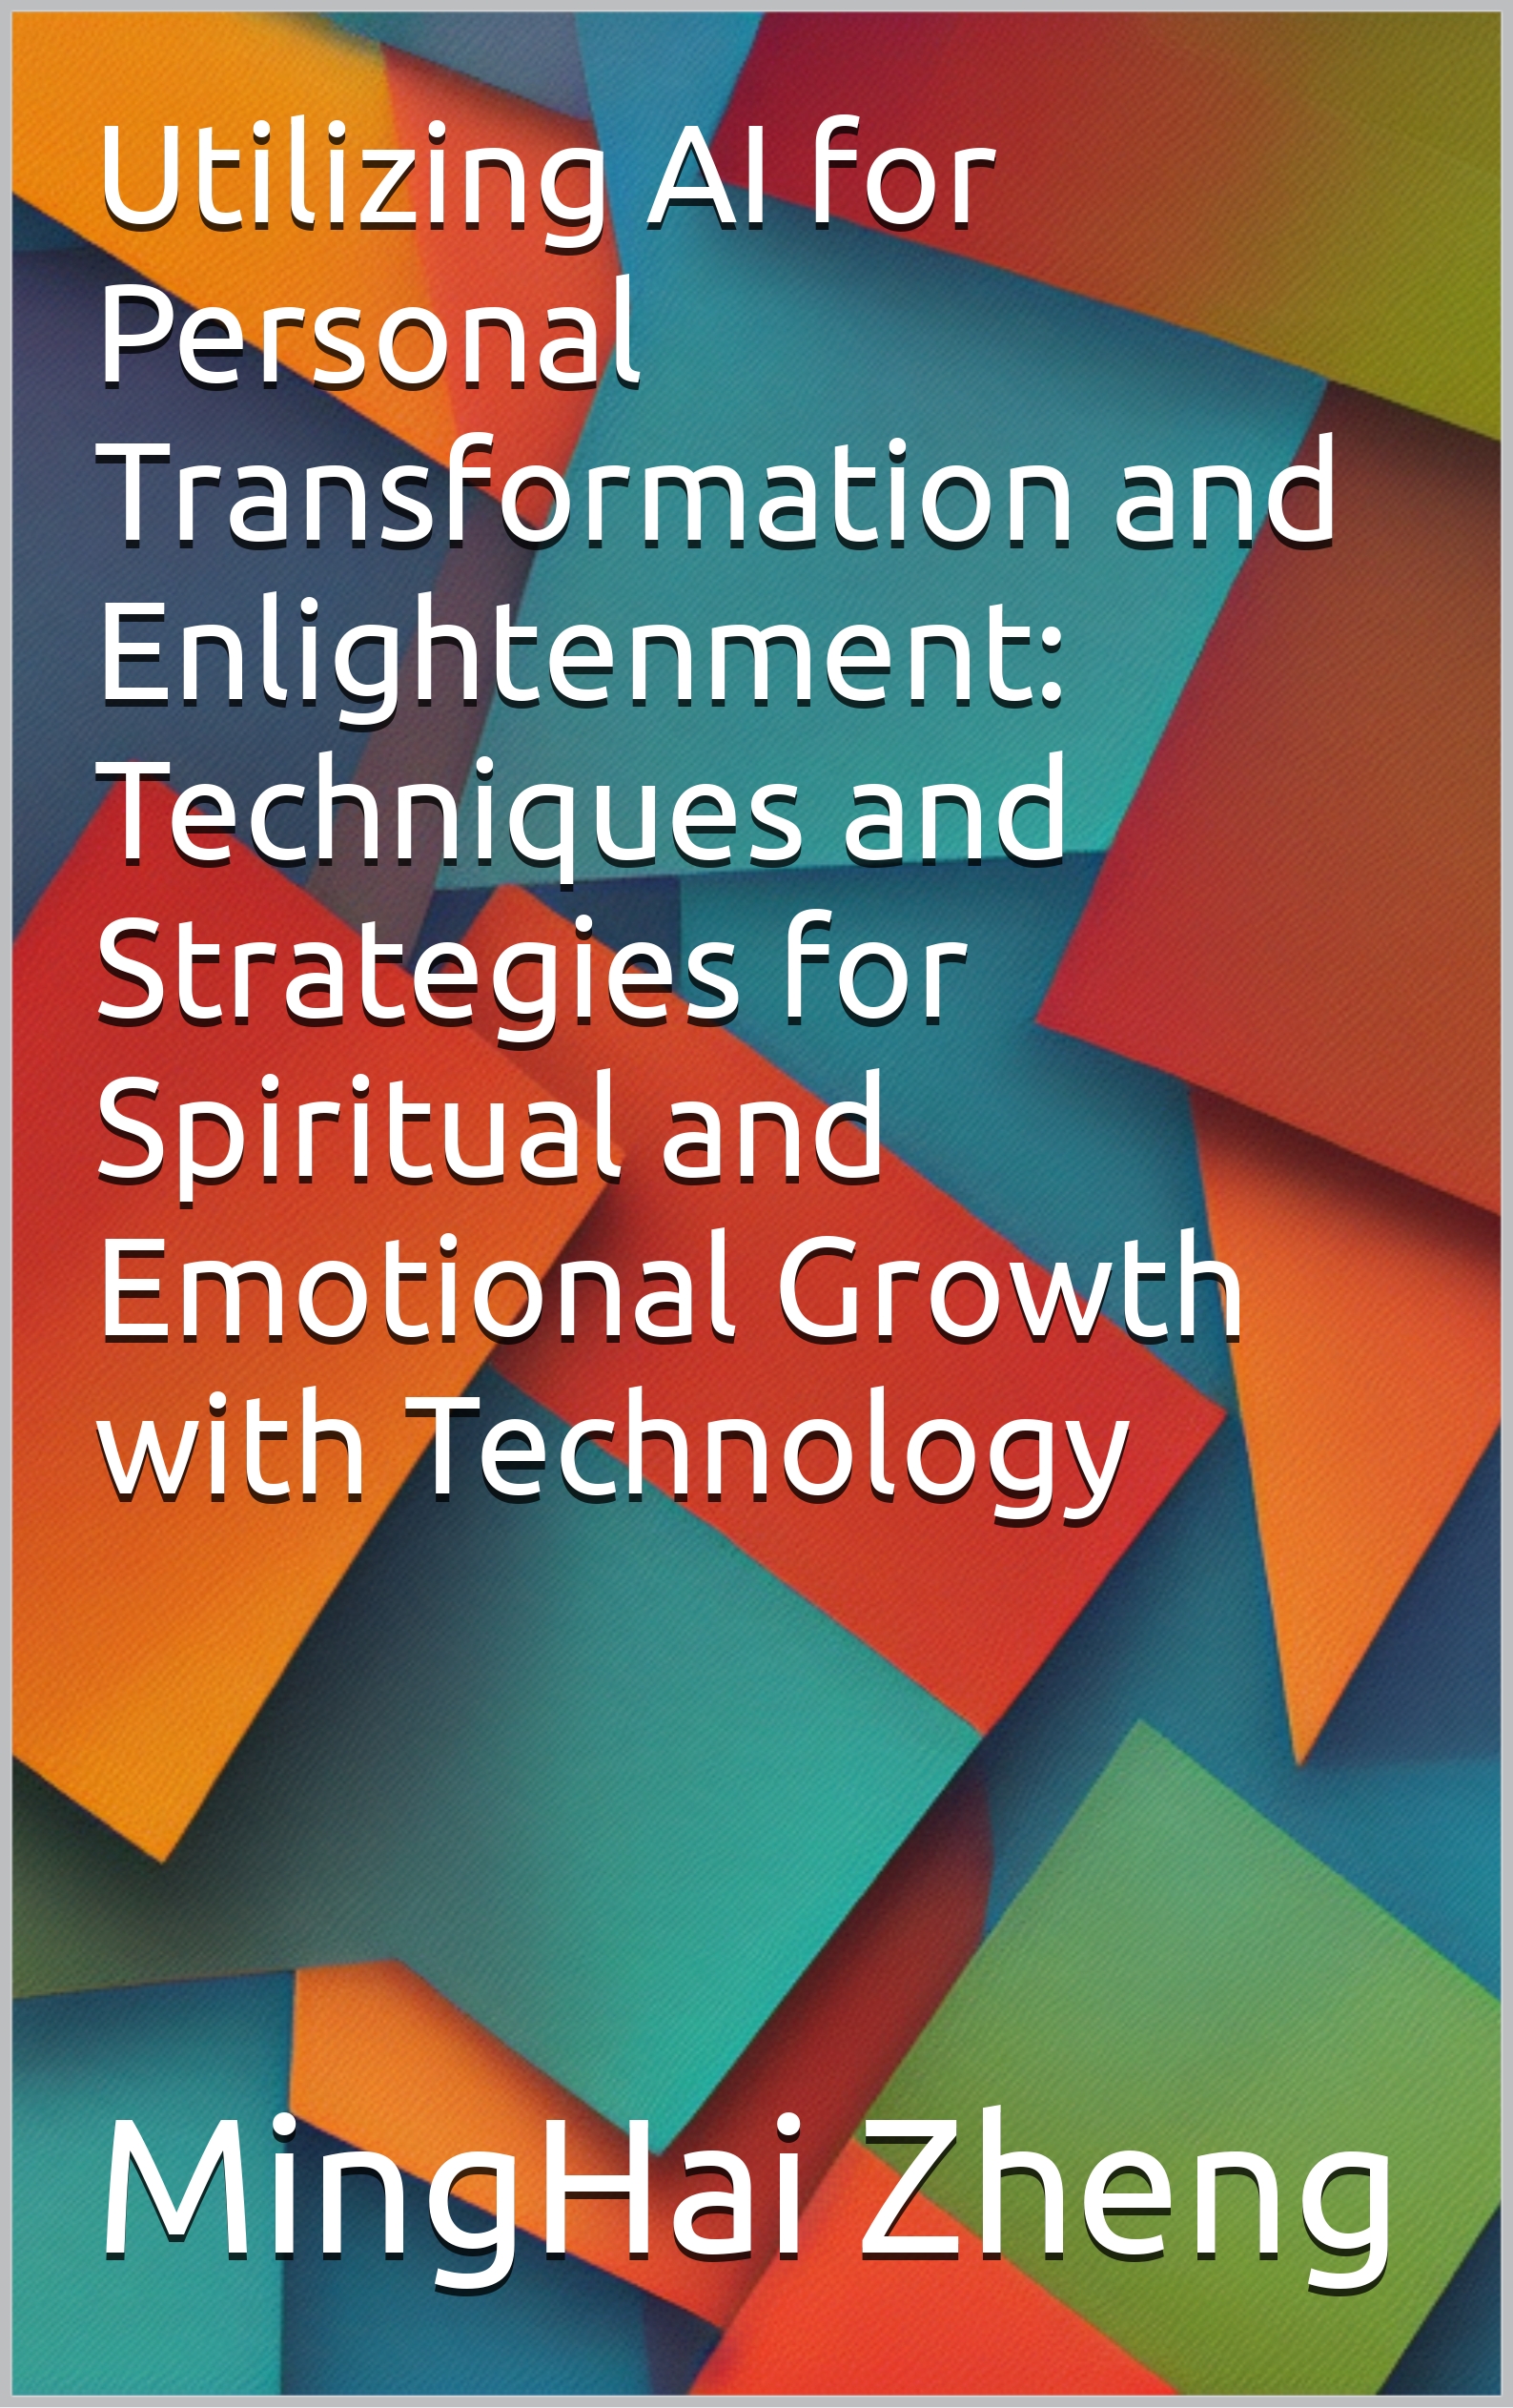 Utilizing AI for
Personal
Transformation and
Enlightenment:
Techniques and
Strategies for
Spiritual and
Emotional Growth
with Technology
MingHai Zheng